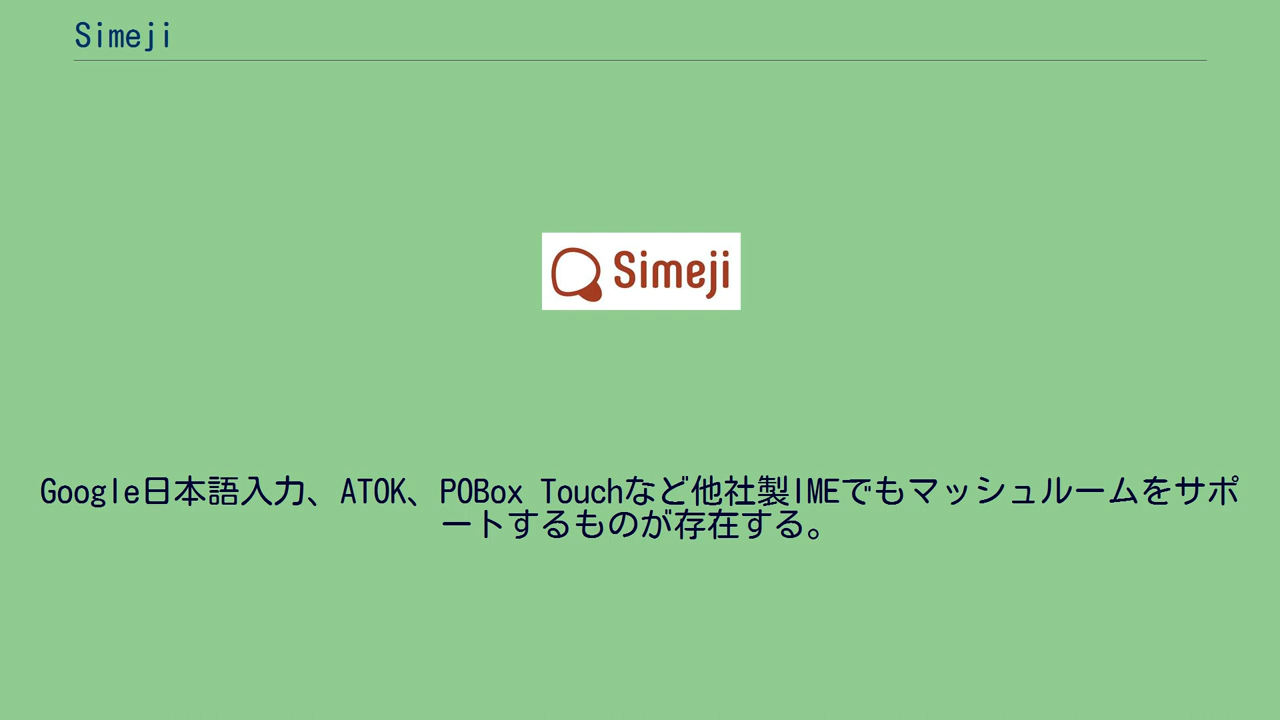 Simeji
Simeji
Google日本語入力、ATOK、POBox Touchなど他社製IMEでもマッシュルームをサポ
ートするものが存在する。